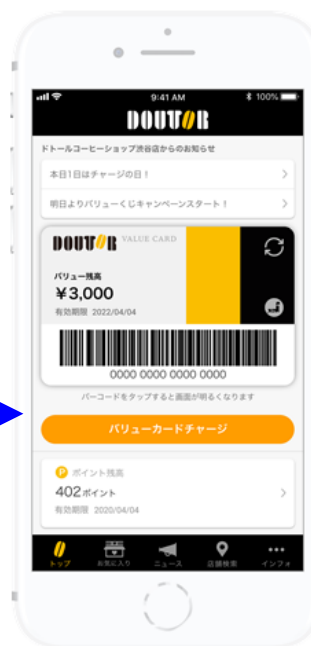 9:41 AM
100%
DOUTOR
ドトールコーヒーショップ渋谷店からのお知らせ
本日1日はチャージの日！
明日よりバリューくじキャンペーンスタート！
DOUTOR VALUE CARD
バリュー残高
¥3,000
有効期限 2022/04/04
0000 0000 0000 0000
バーコードをタップすると画面が明るくなります
バリューカードチャージ
P ポイント残高
402ポイント
有効期限 2020/04/04
トップ お気に入り ニュース 店舗検索 インフォ